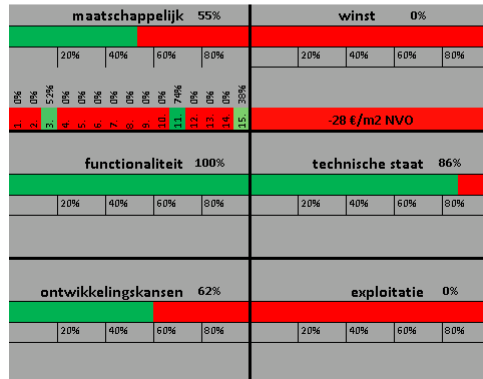 maatschappelijk 55%
winst 0%
20% 40% 60% 80%
20% 40% 60% 80%
0% 0% 52% 0% 0% 0% 0% 0% 0% 0% 74% 0% 0% 0% 38%
1. 2. 3. 4. 5. 6. 7. 8. 9. 10. 11. 12. 13. 14. 15.
-28 €/m2 NVO
functionaliteit 100%
technische staat 86%
20% 40% 60% 80%
20% 40% 60% 80%
ontwikkelingskansen 62%
exploitatie 0%
20% 40% 60% 80%
20% 40% 60% 80%